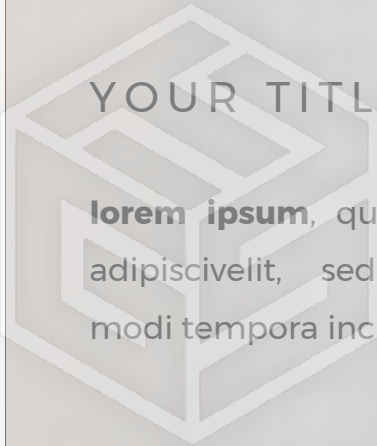 YOUR TITL
lorem ipsum, qu
adipiscivelit, sed
modi tempora inc